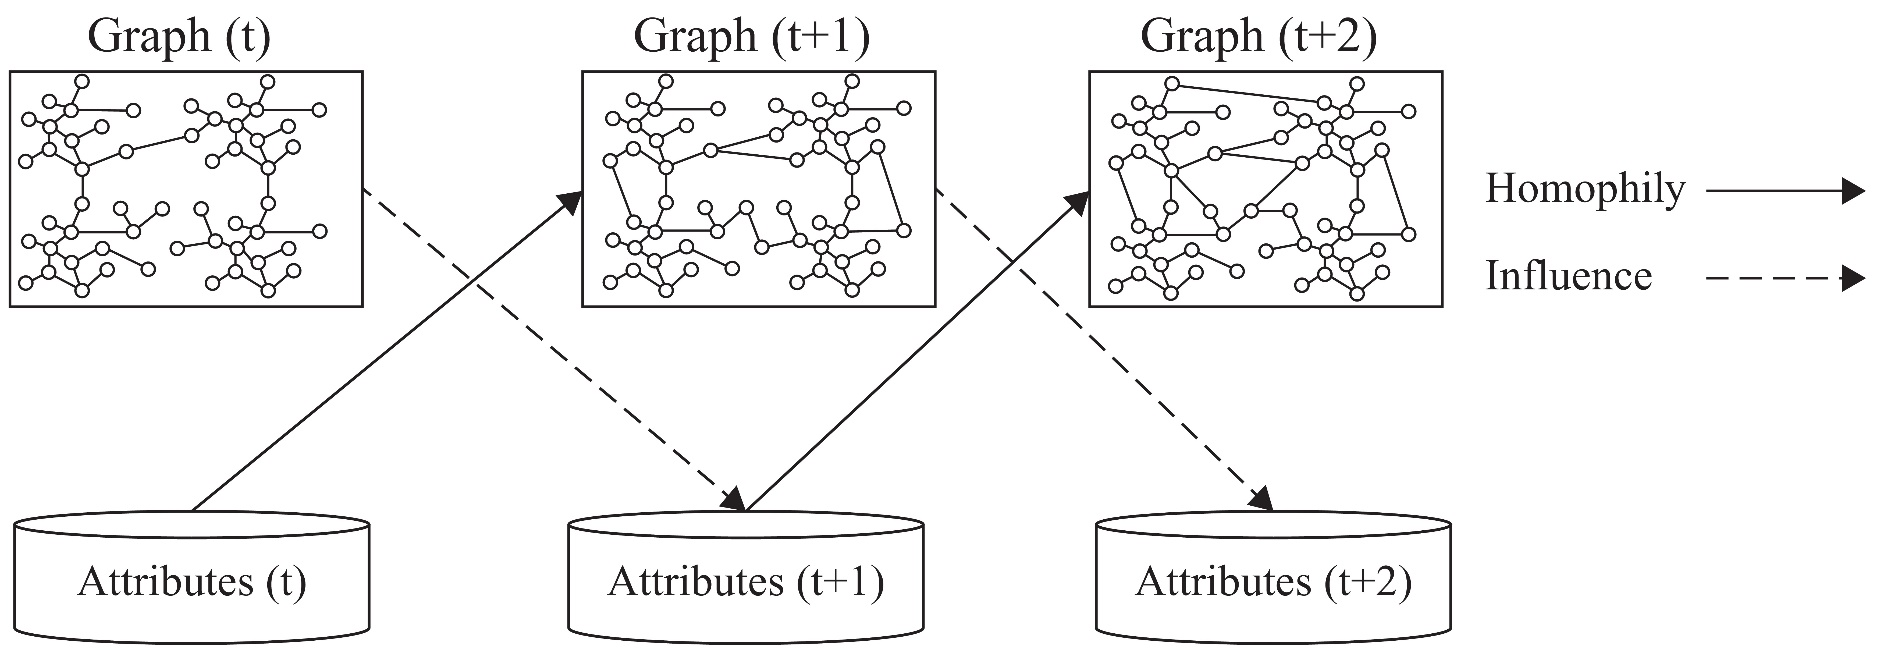 Graph (t)
Graph (t+1)
Graph (t+2)
Homophily
Influence
Attributes (t)
Attributes (t+1)
Attributes (t+2)